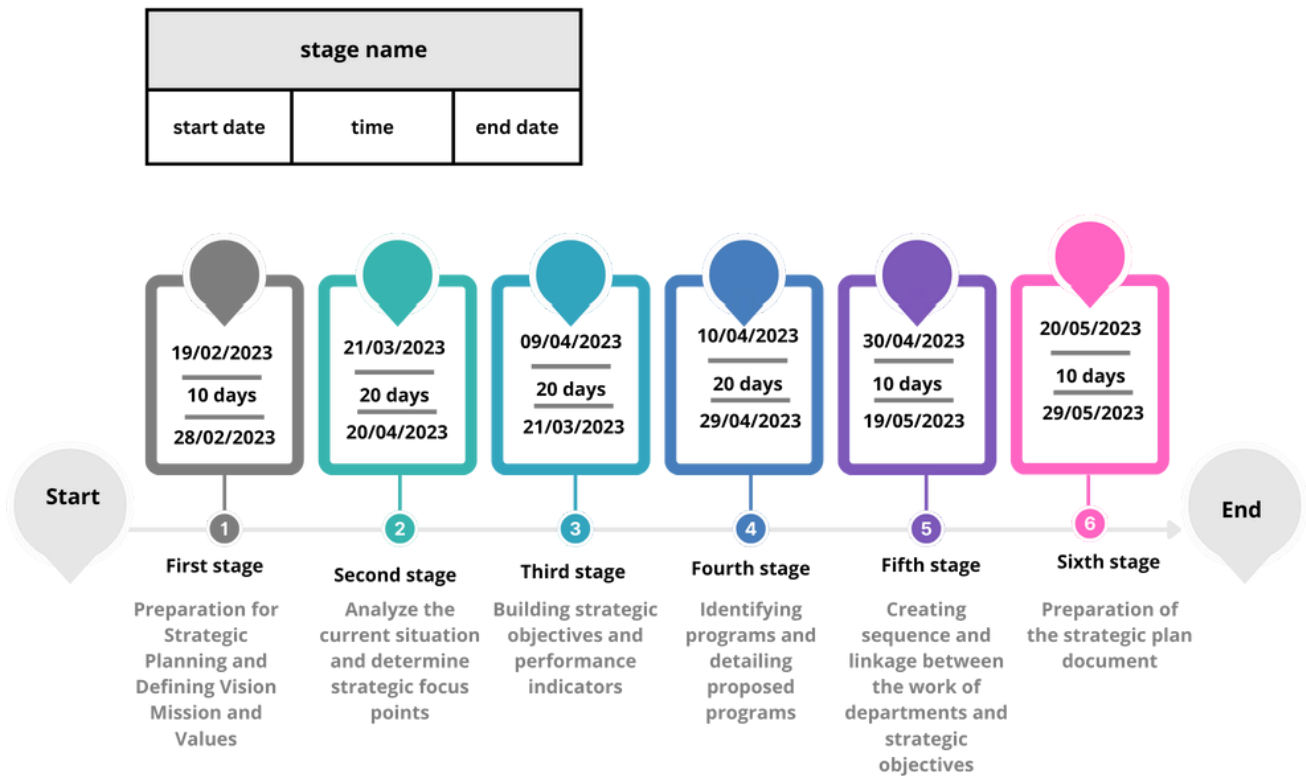 stage name
start date
time
end date
19/02/2023
10 days
28/02/2023
21/03/2023
20 days
20/04/2023
09/04/2023
20 days
21/03/2023
10/04/2023
20 days
29/04/2023
30/04/2023
10 days
19/05/2023
20/05/2023
10 days
29/05/2023
Start
End
1
2
3
4
5
6
First stage
Preparation for
Strategic
Planning and
Defining Vision
Mission and
Values
Second stage
Analyze the
current situation
and determine
strategic focus
points
Third stage
Building strategic
objectives and
performance
indicators
Fourth stage
Identifying
programs and
detailing
proposed
programs
Fifth stage
Creating
sequence and
linkage between
the work of
departments and
strategic
objectives
Sixth stage
Preparation of
the strategic plan
document